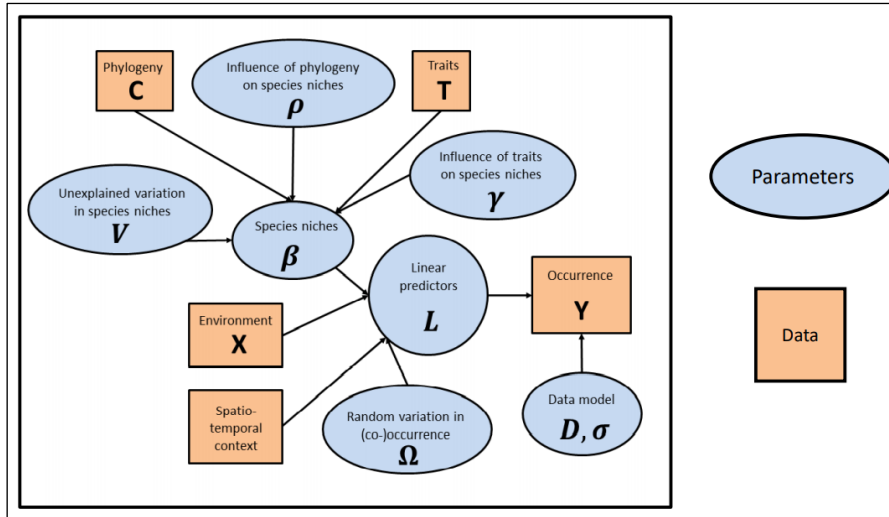 Phylogeny
C
Influence of phylogeny
on species niches
ρ
Traits
T
Influence of traits
on species niches
γ
Unexplained variation
in species niches
V
Species niches
β
Linear
predictors
L
Occurrence
Y
Environment
X
Spatio-
temporal
context
Random variation in
(co-)occurrence
Ω
Data model
D, σ
Parameters
Data